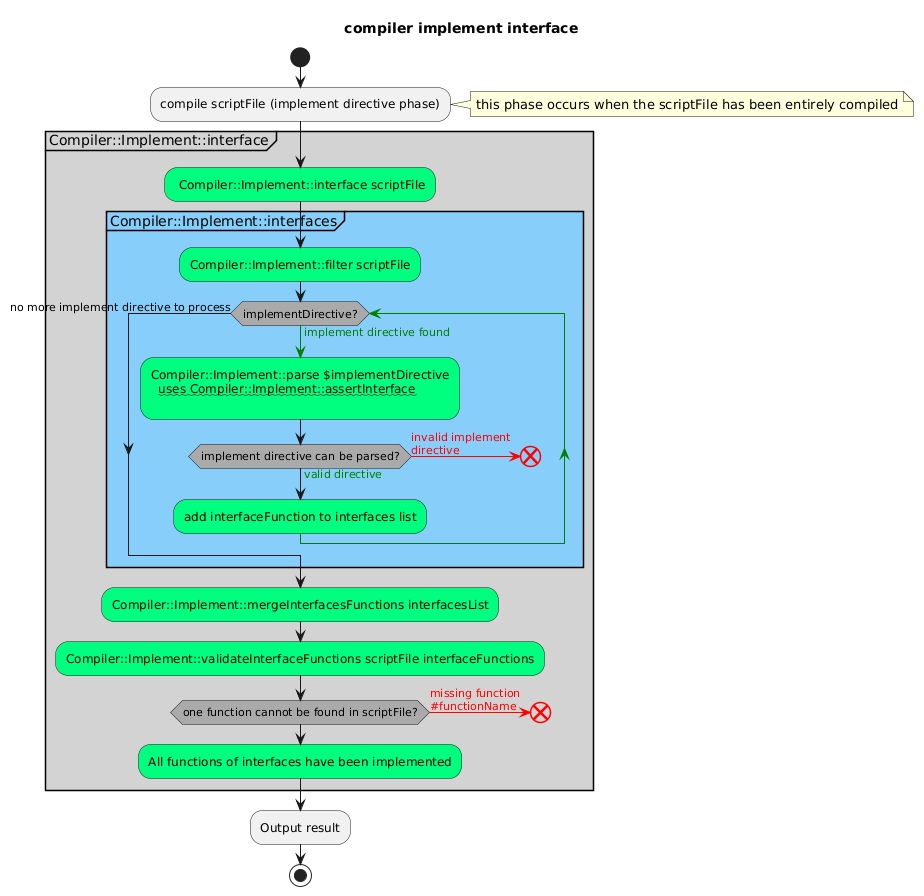 compiler implement interface
compile scriptFile (implement directive phase)
this phase occurs when the scriptFile has been entirely compiled
Compiler::Implement::interface
Compiler::Implement::interface scriptFile
Compiler::Implement::interfaces
Compiler::Implement::filter scriptFile
no more implement directive to process
implementDirective?
implement directive found
Compiler::Implement::parse $implementDirective
uses Compiler::Implement::assertInterface
implement directive can be parsed?
invalid implement
directive
valid directive
add interfaceFunction to interfaces list
Compiler::Implement::mergeInterfacesFunctions interfacesList
Compiler::Implement::validateInterfaceFunctions scriptFile interfaceFunctions
one function cannot be found in scriptFile?
missing function
#functionName
All functions of interfaces have been implemented
Output result